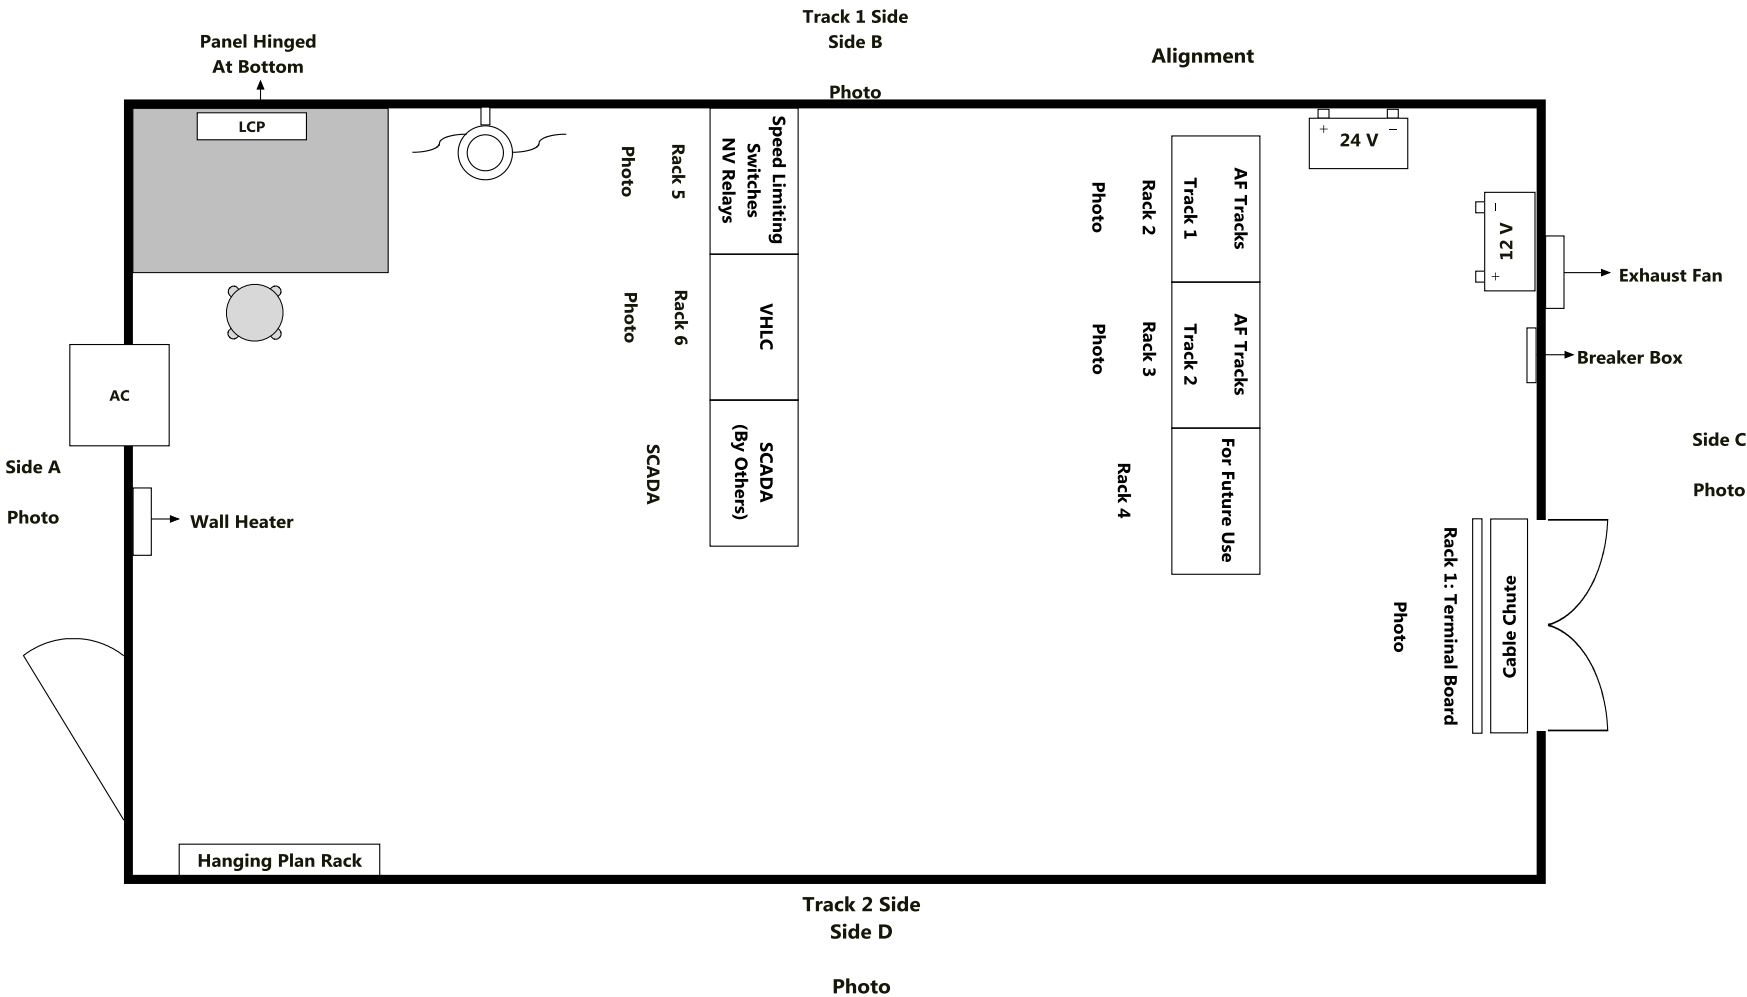 Track 1 Side
Side B
Photo
Panel Hinged
At Bottom
Alignment
LCP
Photo
Rack 5
Speed Limiting
Switches
NV Relays
Photo
Rack 6
VHLC
SCADA
SCADA
(By Others)
Photo
Rack 2
AF Tracks
Track 1
Photo
Rack 3
AF Tracks
Track 2
Rack 4
For Future Use
+ −
24 V
−
12 V
+
Exhaust Fan
Breaker Box
AC
Side A
Photo
Wall Heater
Side C
Photo
Photo
Rack 1: Terminal Board
Cable Chute
Hanging Plan Rack
Track 2 Side
Side D
Photo